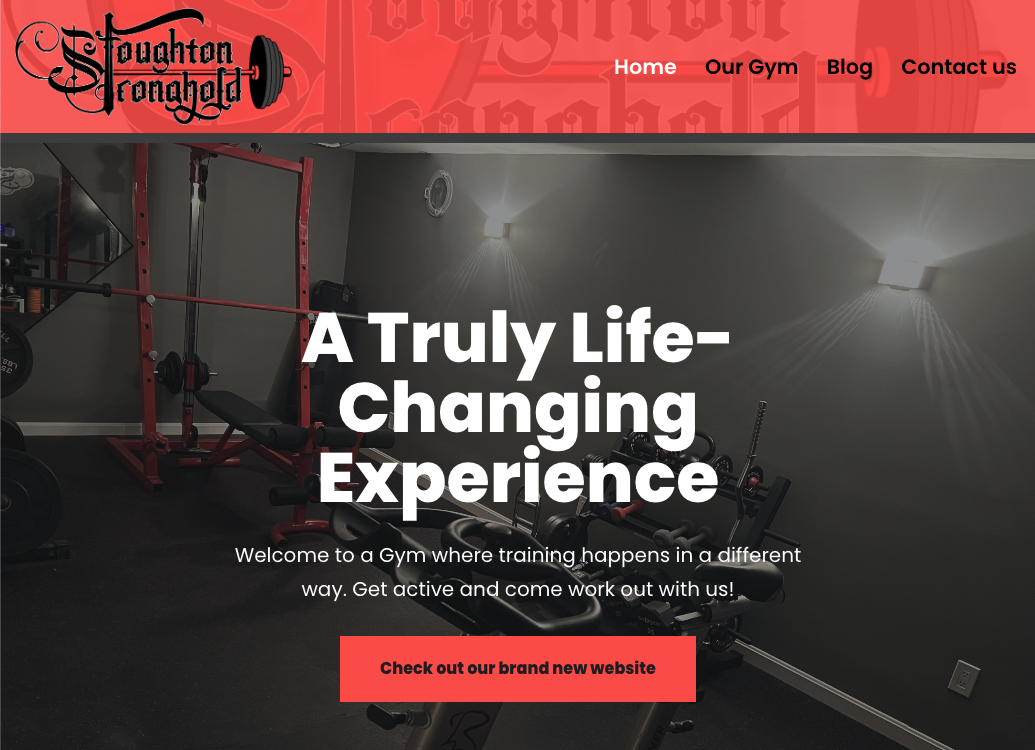 Stoughton
Stronghold
Home Our Gym Blog Contact us
A Truly Life-
Changing
Experience
Welcome to a Gym where training happens in a different
way. Get active and come work out with us!
Check out our brand new website